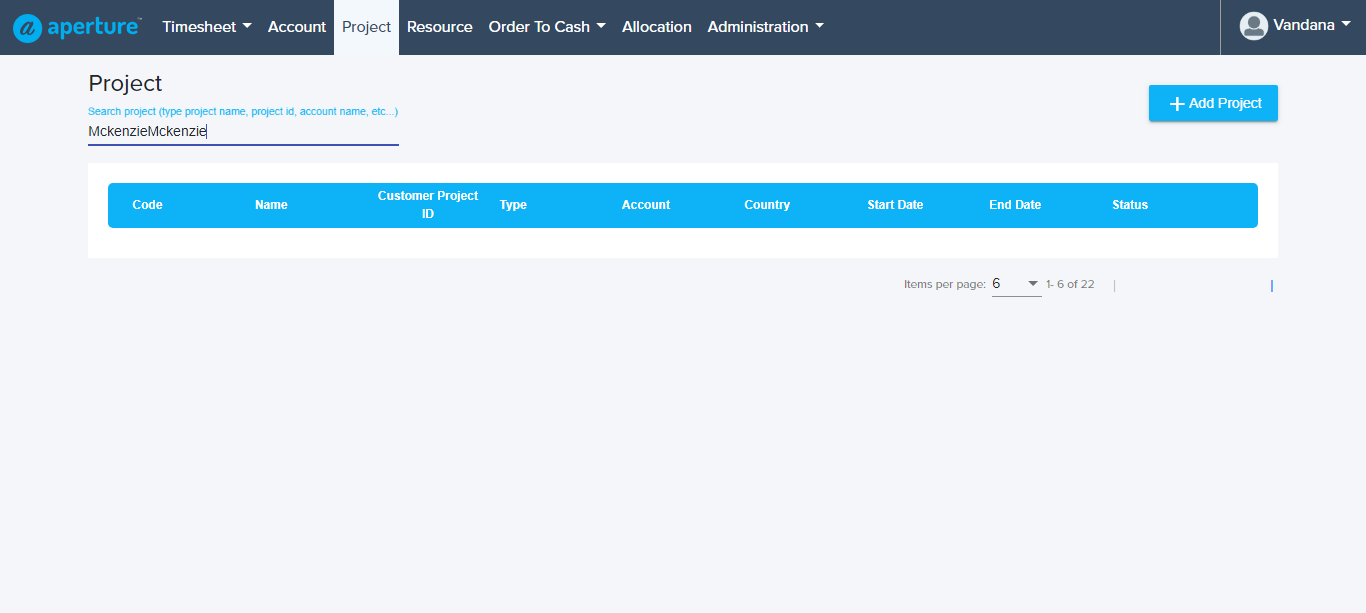 aperture™ Timesheet Account Project Resource Order To Cash Allocation Administration Vandana
Project
Search project (type project name, project id, account name, etc...)
MckenzieMckenzie
+ Add Project
Code Name Customer Project ID Type Account Country Start Date End Date Status
Items per page: 6 1- 6 of 22